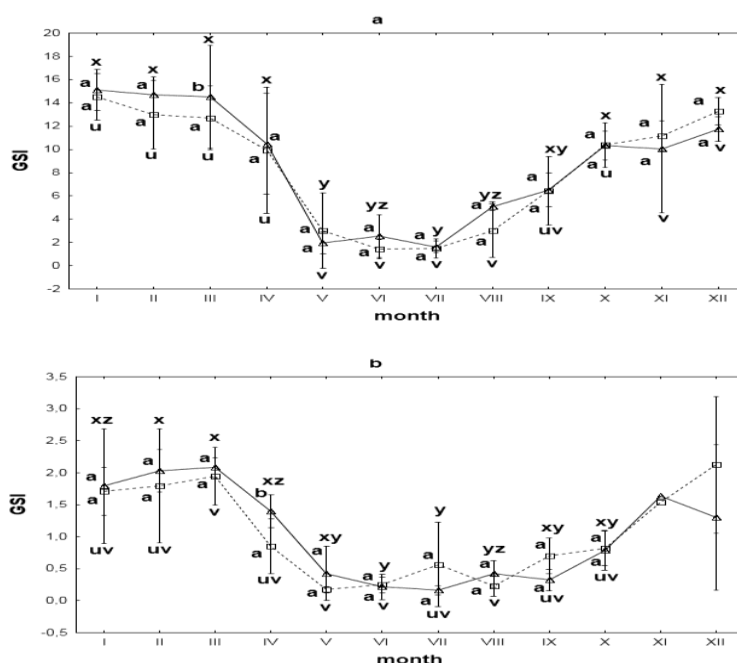 a
20
18
16
14
12
10
8
6
4
2
0
-2
GSI
x x x x y yz y yz xy x x x
a a b a a a a a a a a a
a a a a a a a a a a a a
u u u u v v v v uv u v v
I II III IV V VI VII VIII IX X XI XII
month
b
3.5
3.0
2.5
2.0
1.5
1.0
0.5
0.0
-0.5
GSI
xz x x xz xy y y yz xy xy
a a a b a a a a a a
a a a a a a a a a a
uv uv v uv v v uv v uv uv
I II III IV V VI VII VIII IX X XI XII
month